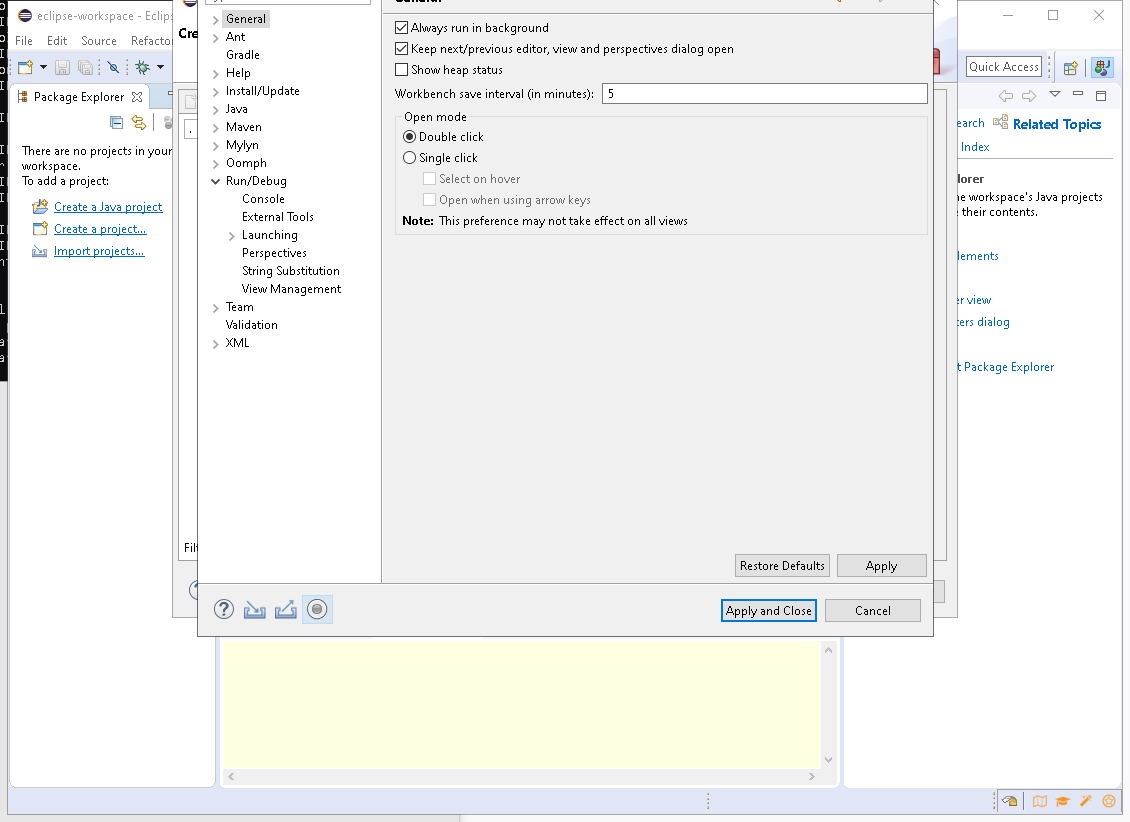 eclipse-workspace - Eclips
File Edit Source Refacto
Quick Access
Package Explorer
There are no projects in your
workspace.
To add a project:
Create a Java project
Create a project...
Import projects...
Cre
Filt
General
Ant
Gradle
Help
Install/Update
Java
Maven
Mylyn
Oomph
Run/Debug
Console
External Tools
Launching
Perspectives
String Substitution
View Management
Team
Validation
XML
General
Always run in background
Keep next/previous editor, view and perspectives dialog open
Show heap status
Workbench save interval (in minutes): 5
Open mode
Double click
Single click
Select on hover
Open when using arrow keys
Note: This preference may not take effect on all views
Restore Defaults Apply
Apply and Close Cancel
earch Related Topics
Index
lorer
he workspace's Java projects
their contents.
lements
er view
ters dialog
t Package Explorer